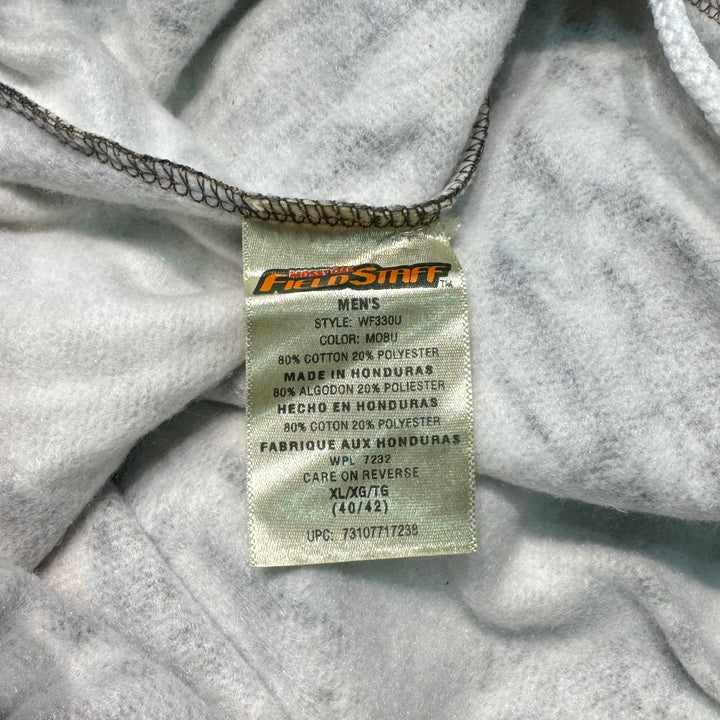 MOSSY OAK
FIELDSTAFF™
MEN'S
STYLE: WF330U
COLOR: MOBU
80% COTTON 20% POLYESTER
MADE IN HONDURAS
80% ALGODON 20% POLIESTER
HECHO EN HONDURAS
80% COTON 20% POLYESTER
FABRIQUE AUX HONDURAS
WPL 7232
CARE ON REVERSE
XL/XG/TG
(40/42)
UPC: 73107717238